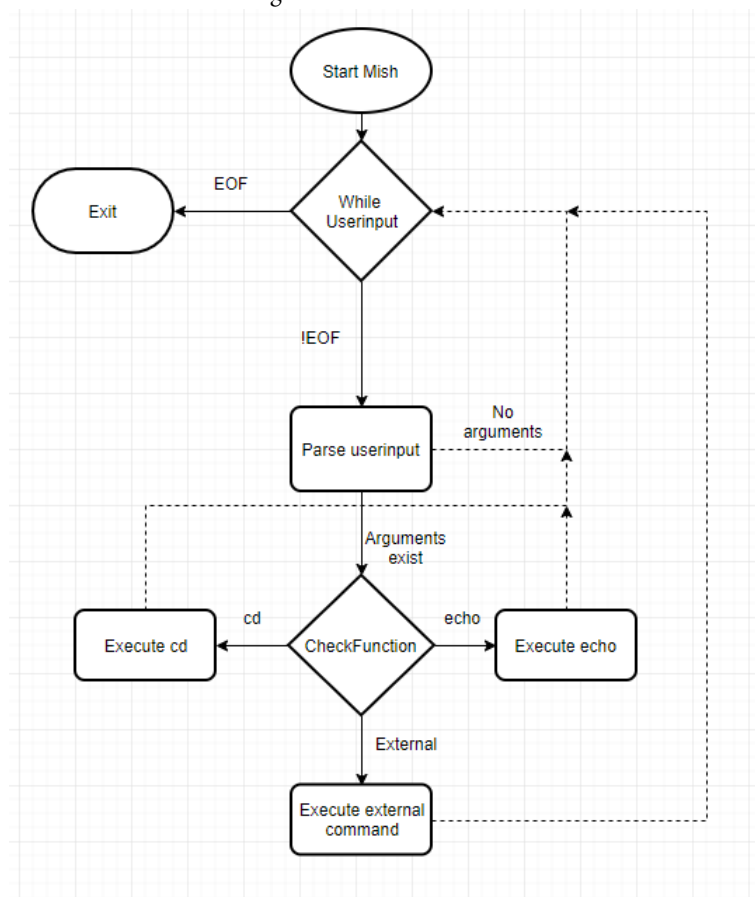 Start Mish
While
Userinput
EOF
Exit
!EOF
Parse userinput
No
arguments
Arguments
exist
cd
echo
Execute cd
CheckFunction
Execute echo
External
Execute external
command